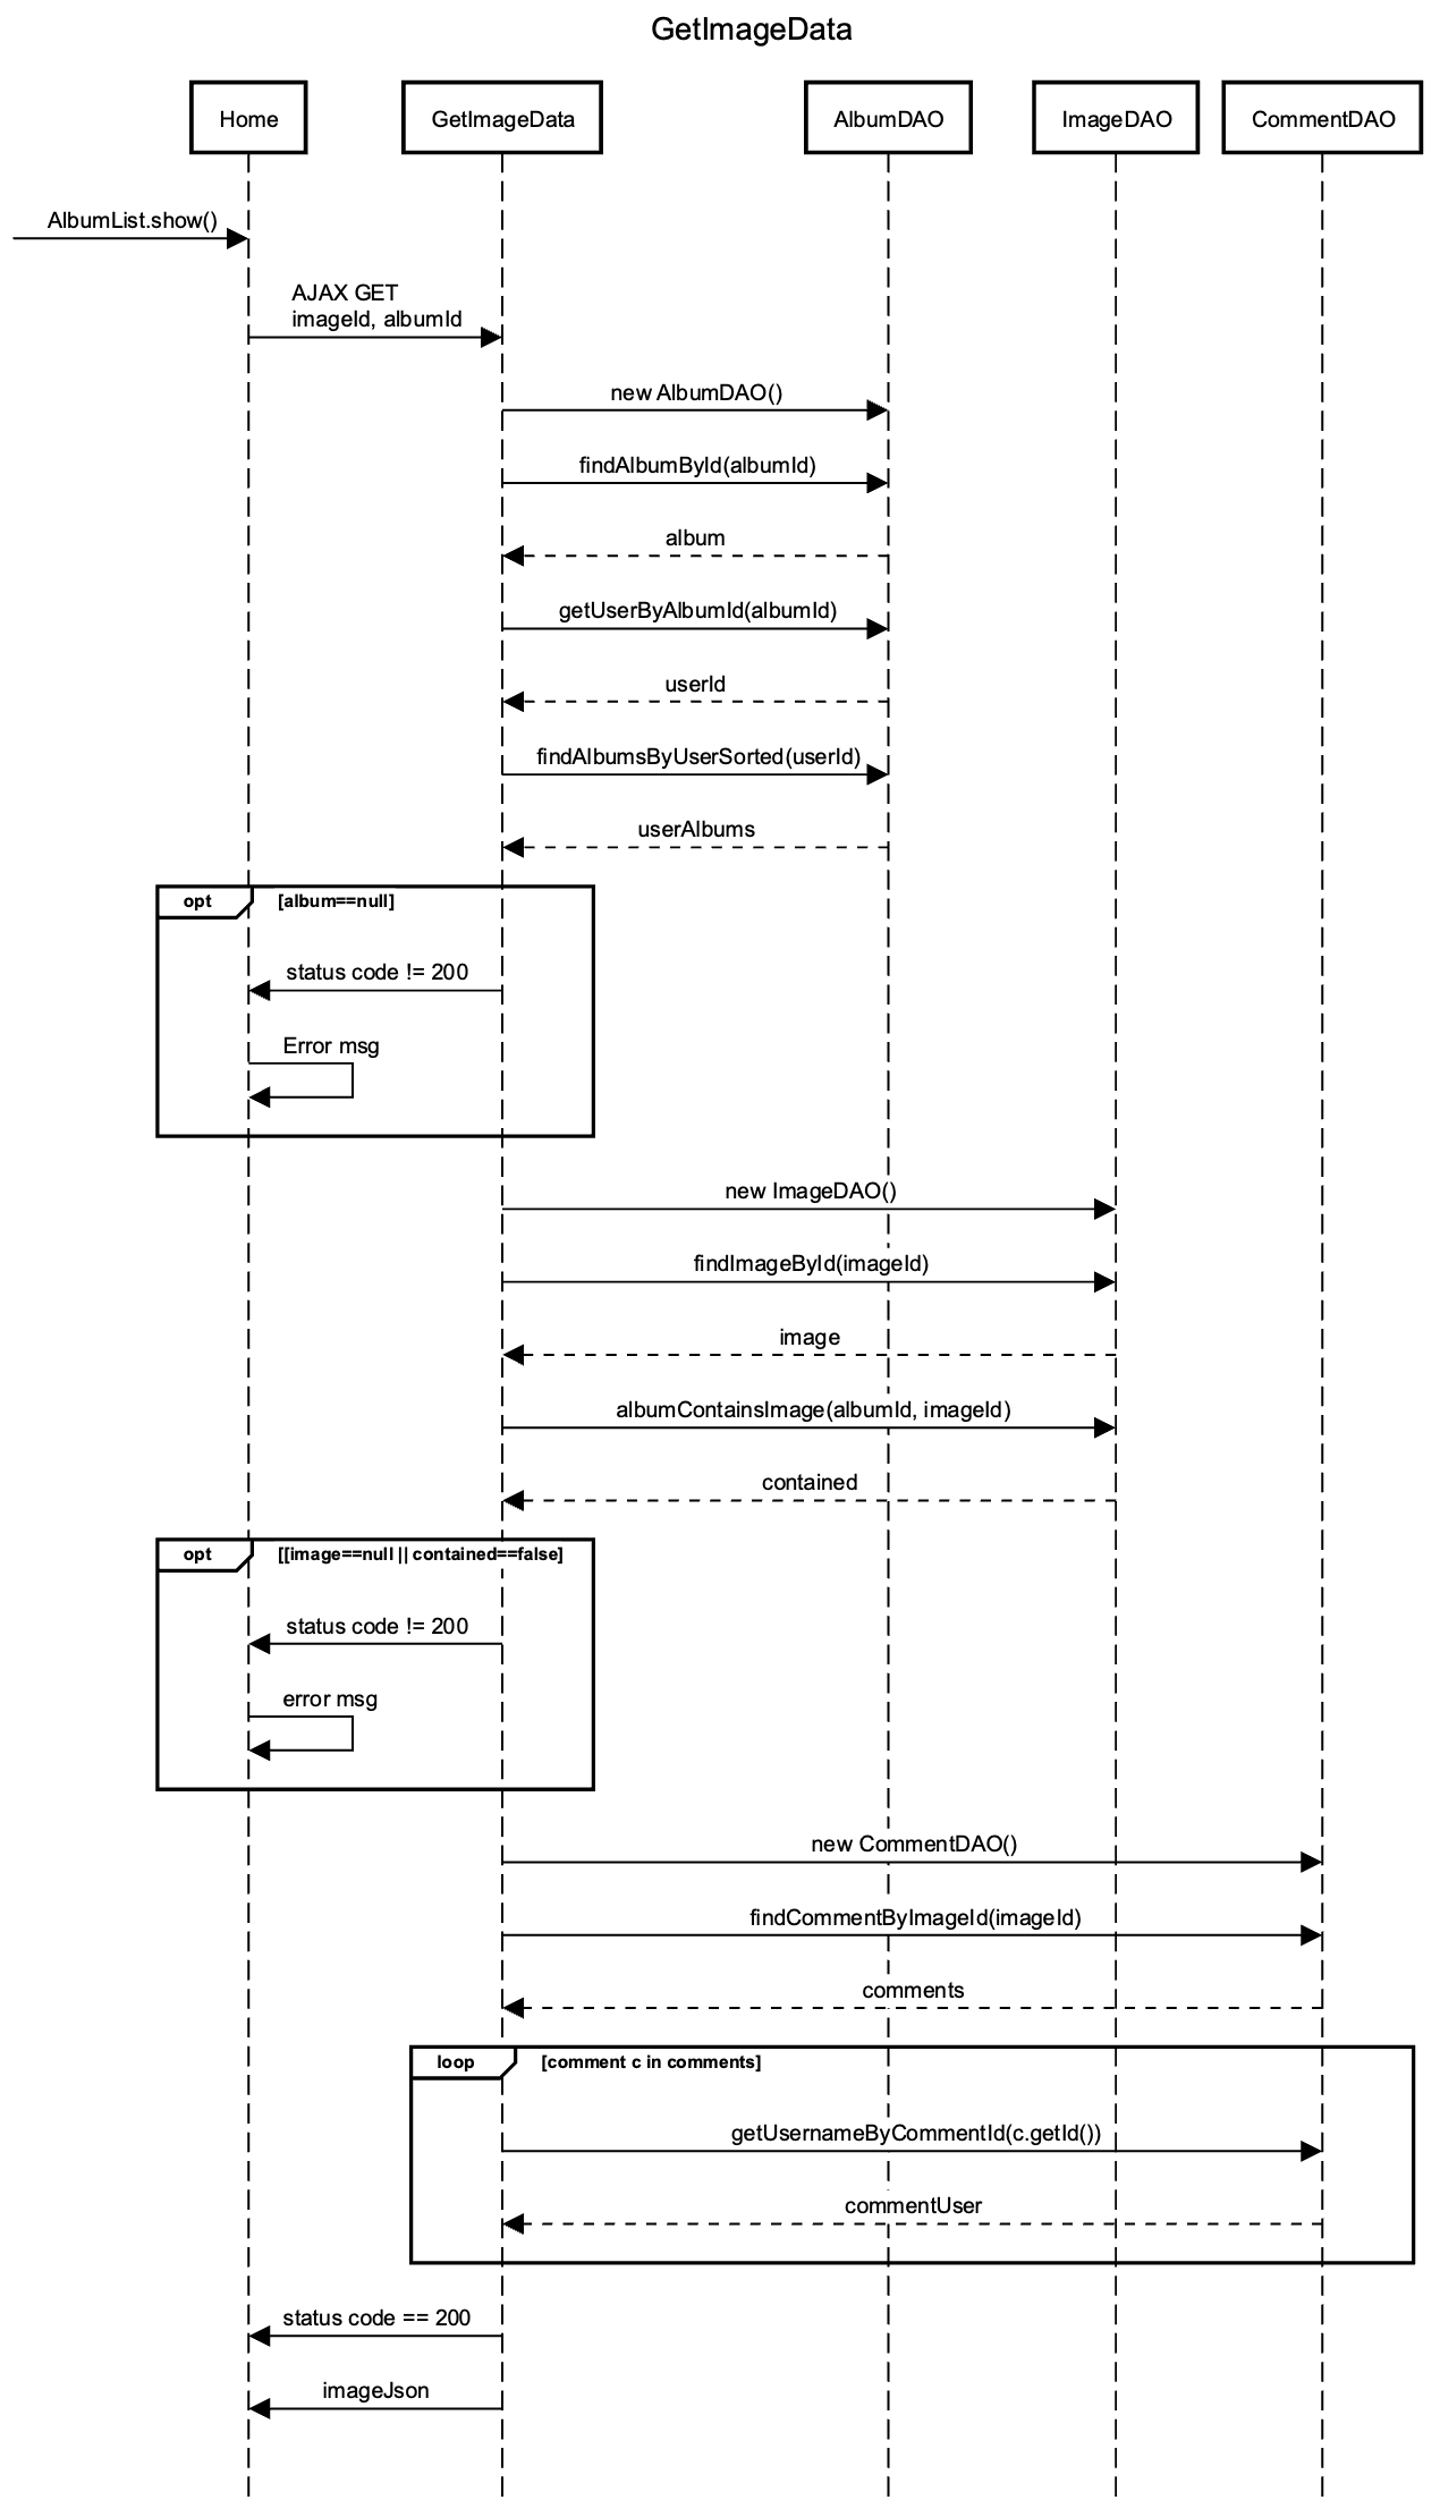 GetImageData
Home
GetImageData
AlbumDAO
ImageDAO
CommentDAO
AlbumList.show()
AJAX GET
imageId, albumId
new AlbumDAO()
findAlbumById(albumId)
album
getUserByAlbumId(albumId)
userId
findAlbumsByUserSorted(userId)
userAlbums
opt
[album==null]
status code != 200
Error msg
new ImageDAO()
findImageById(imageId)
image
albumContainsImage(albumId, imageId)
contained
opt
[[image==null || contained==false]
status code != 200
error msg
new CommentDAO()
findCommentByImageId(imageId)
comments
loop
[comment c in comments]
getUsernameByCommentId(c.getId())
commentUser
status code == 200
imageJson